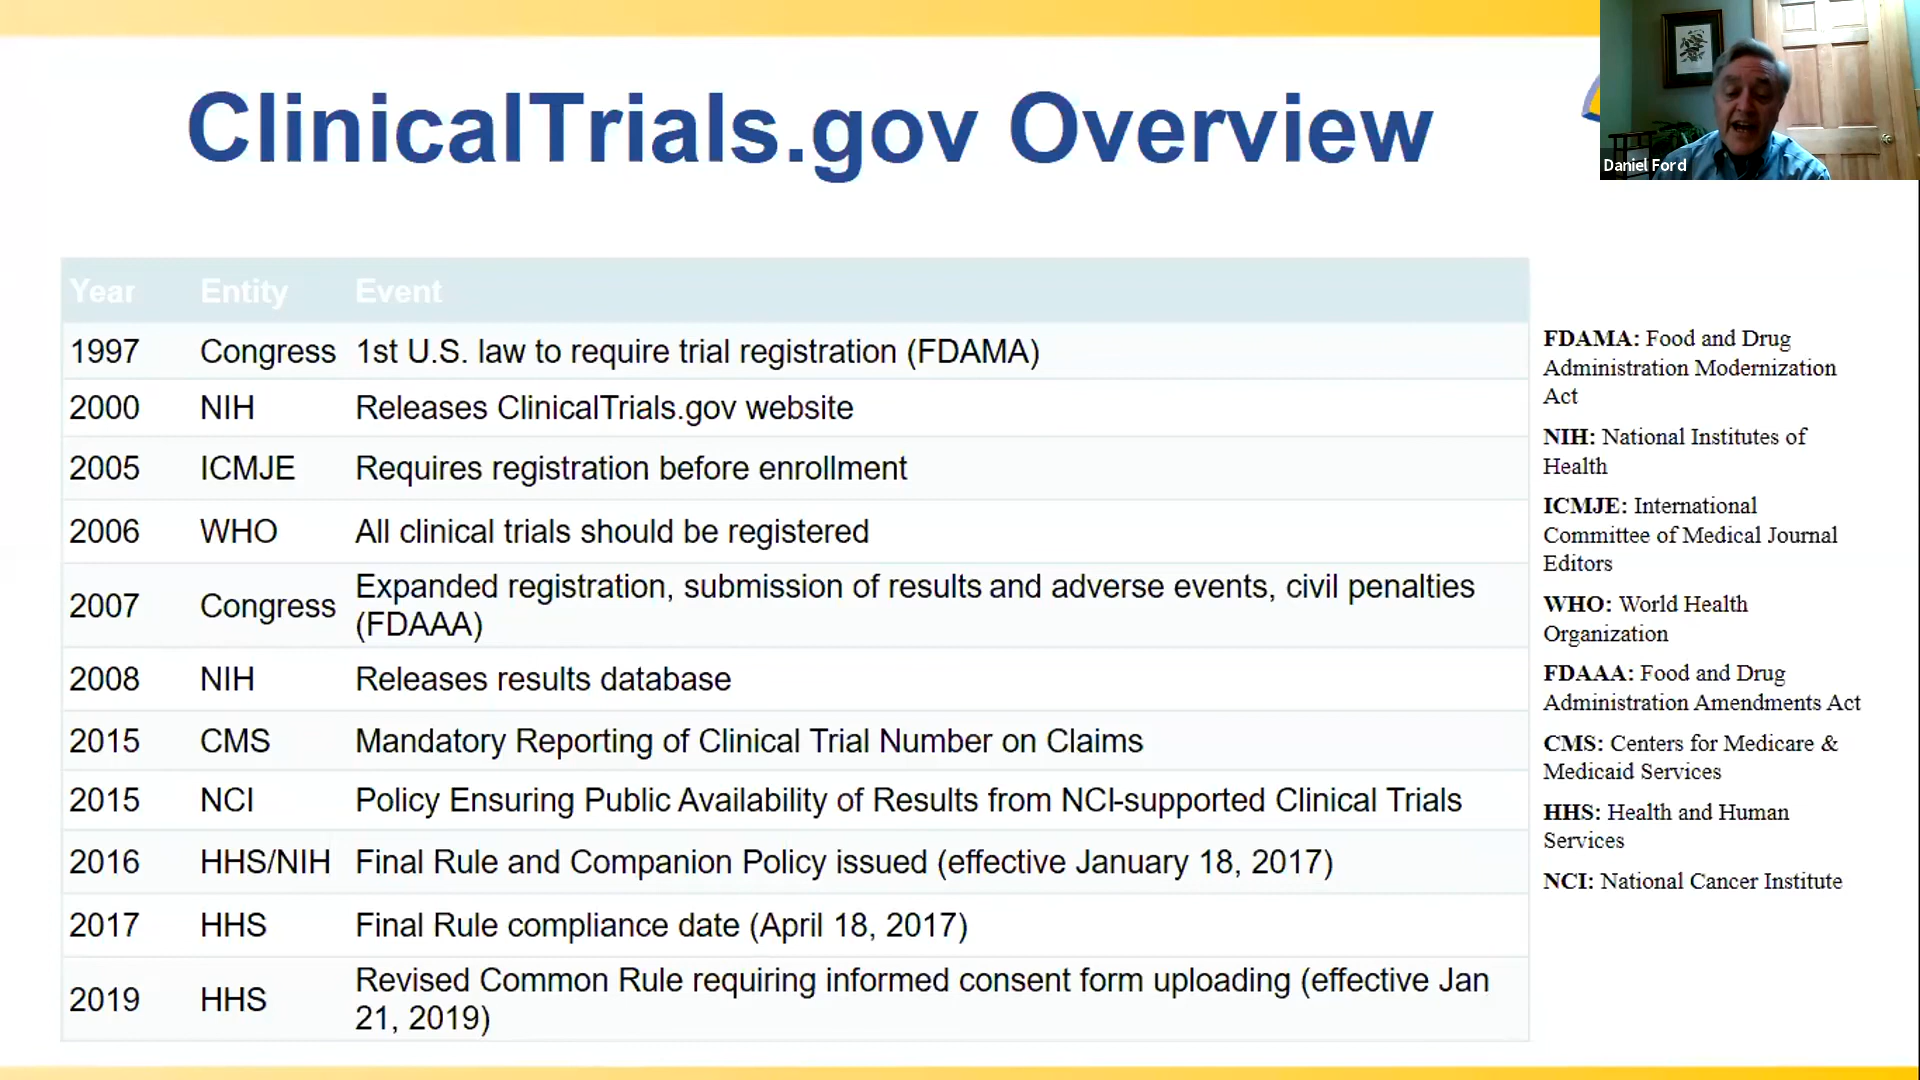 ClinicalTrials.gov Overview
Daniel Ford
Year Entity Event
1997 Congress 1st U.S. law to require trial registration (FDAMA)
2000 NIH Releases ClinicalTrials.gov website
2005 ICMJE Requires registration before enrollment
2006 WHO All clinical trials should be registered
2007 Congress Expanded registration, submission of results and adverse events, civil penalties
(FDAAA)
2008 NIH Releases results database
2015 CMS Mandatory Reporting of Clinical Trial Number on Claims
2015 NCI Policy Ensuring Public Availability of Results from NCI-supported Clinical Trials
2016 HHS/NIH Final Rule and Companion Policy issued (effective January 18, 2017)
2017 HHS Final Rule compliance date (April 18, 2017)
2019 HHS Revised Common Rule requiring informed consent form uploading (effective Jan
21, 2019)
FDAMA: Food and Drug
Administration Modernization
Act
NIH: National Institutes of
Health
ICMJE: International
Committee of Medical Journal
Editors
WHO: World Health
Organization
FDAAA: Food and Drug
Administration Amendments Act
CMS: Centers for Medicare &
Medicaid Services
HHS: Health and Human
Services
NCI: National Cancer Institute